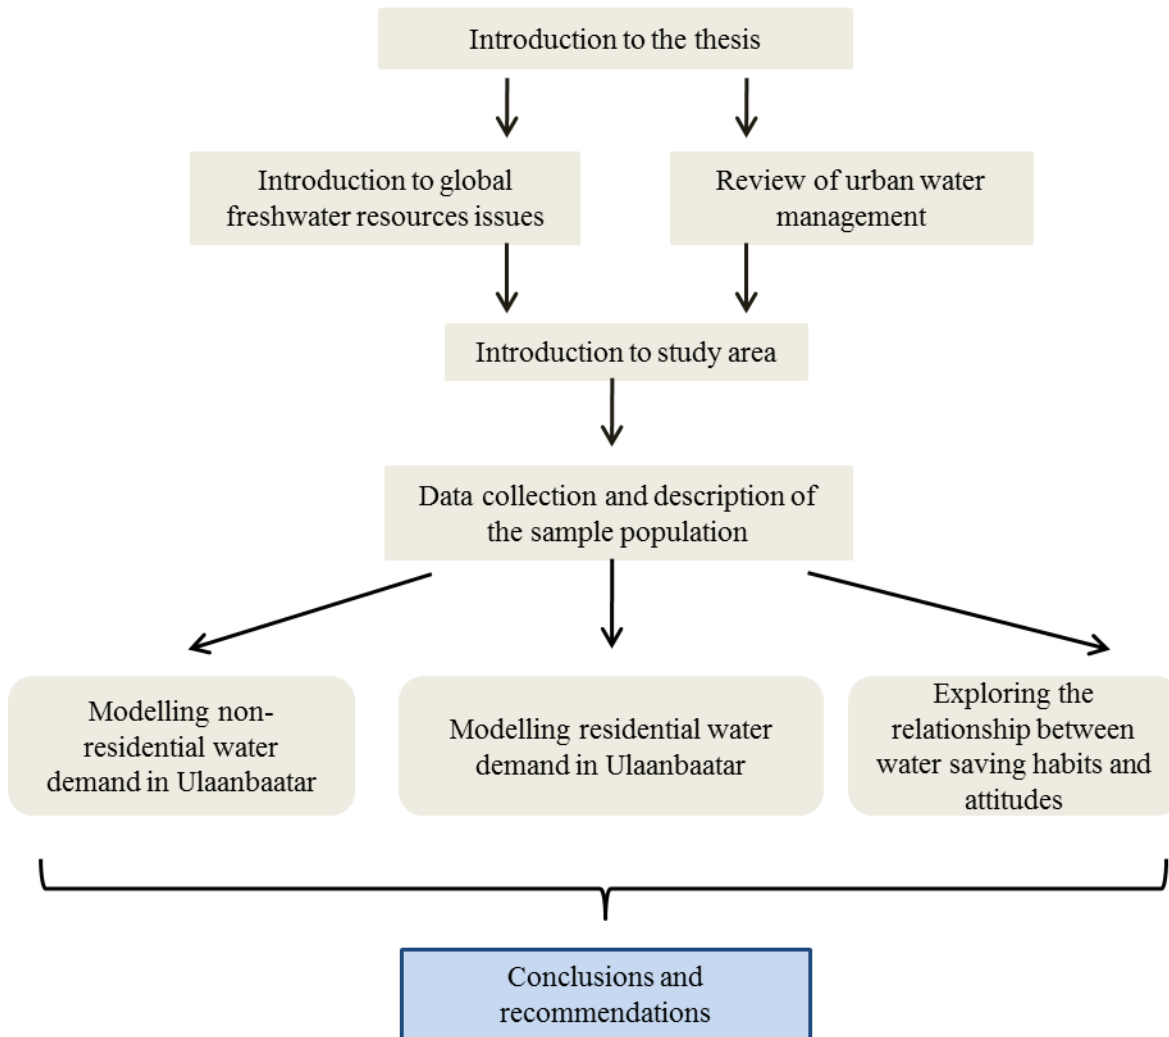 Introduction to the thesis
Introduction to global
freshwater resources issues
Review of urban water
management
Introduction to study area
Data collection and description of
the sample population
Modelling non-
residential water
demand in Ulaanbaatar
Modelling residential water
demand in Ulaanbaatar
Exploring the
relationship between
water saving habits and
attitudes
Conclusions and
recommendations